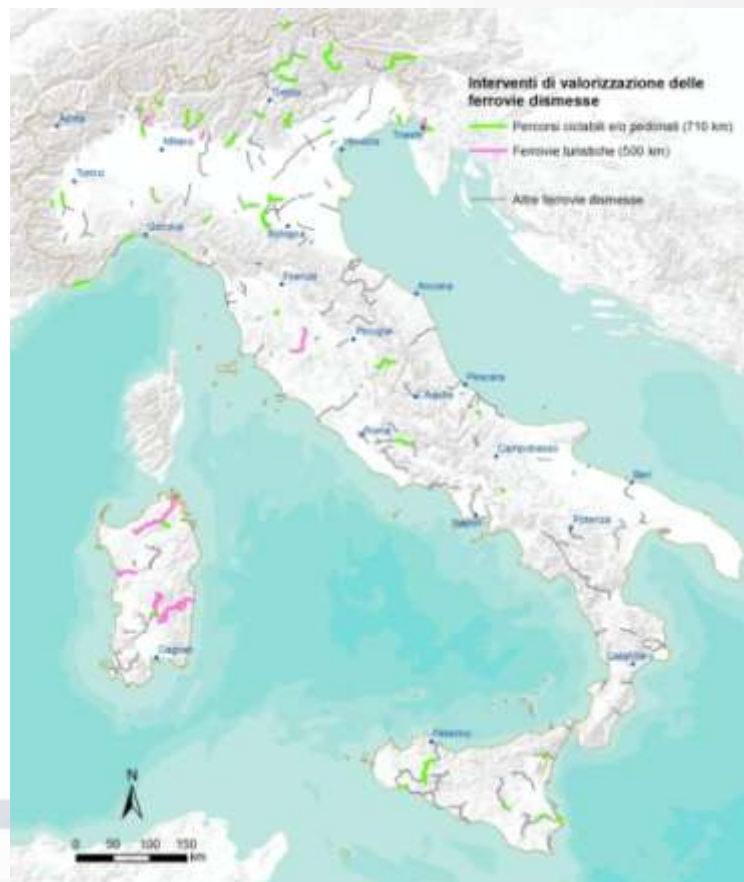 Interventi di valorizzazione delle
ferrovie dismesse
Percorsi ciclabili e/o pedonali (710 km)
Ferrovie turistiche (500 km)
Altre ferrovie dismesse
Aosta
Trento
Milano
Venezia
Trieste
Torino
Genova
Bologna
Firenze
Ancona
Perugia
Pescara
L'Aquila
Roma
Campobasso
Bari
Napoli
Potenza
Cagliari
Catanzaro
Palermo
N
0 50 100 150
km